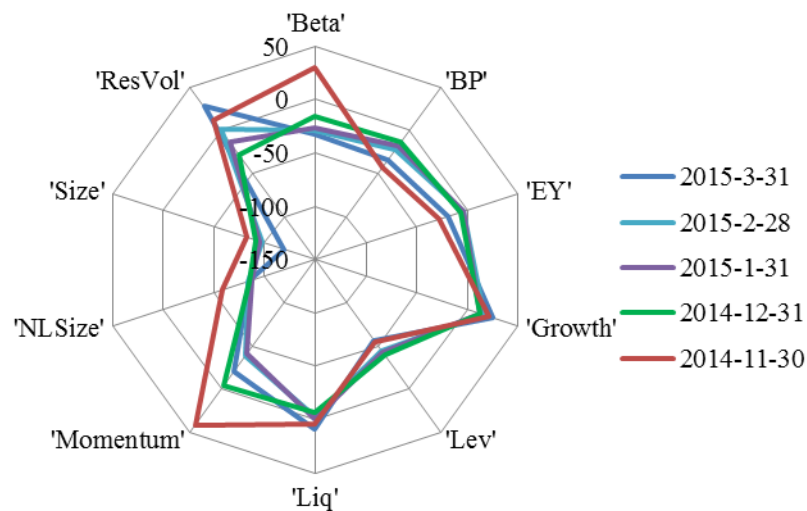 'Beta'
50
'ResVol'
'BP'
0
-50
'Size'
'EY'
-100
-150
'NLSize'
'Growth'
'Momentum'
'Lev'
'Liq'
2015-3-31
2015-2-28
2015-1-31
2014-12-31
2014-11-30